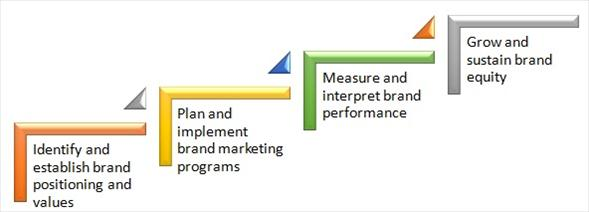 Identify and
establish brand
positioning and
values
Plan and
implement
brand marketing
programs
Measure and
interpret brand
performance
Grow and
sustain brand
equity